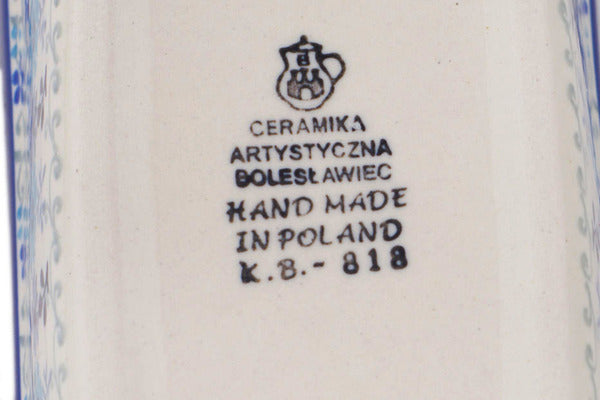 CERAMIKA
ARTYSTYCZNA
BOLESŁAWIEC
HAND MADE
IN POLAND
K.B.- 818